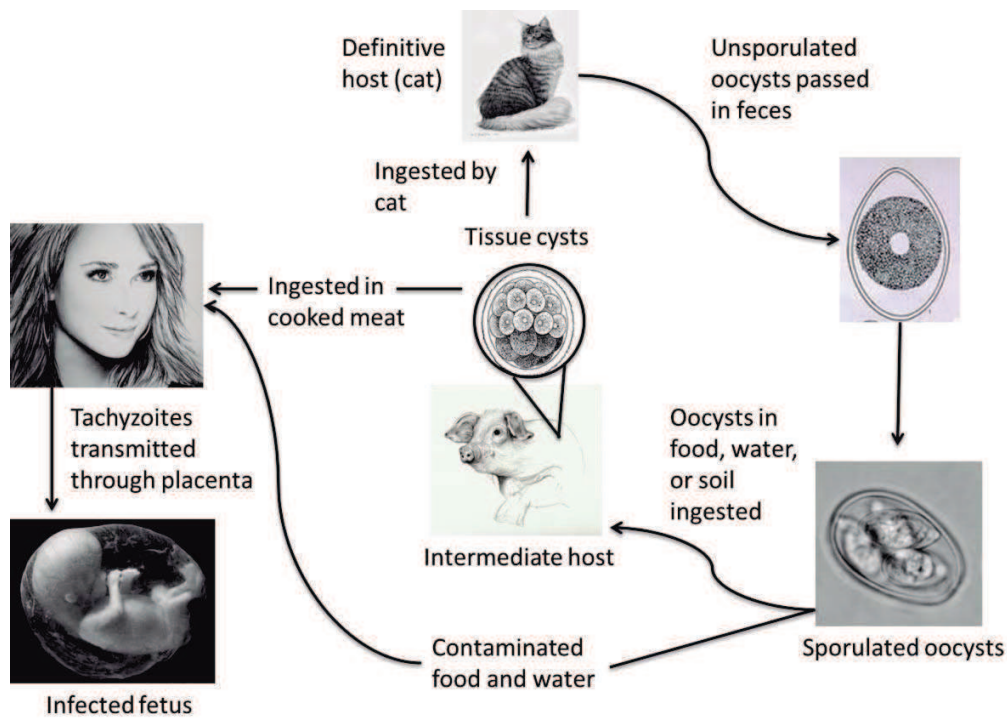 Definitive
host (cat)
Unsporulated
oocysts passed
in feces
Ingested by
cat
Tissue cysts
Ingested in
cooked meat
Tachyzoites
transmitted
through placenta
Oocysts in
food, water,
or soil
ingested
Intermediate host
Contaminated
food and water
Sporulated oocysts
Infected fetus